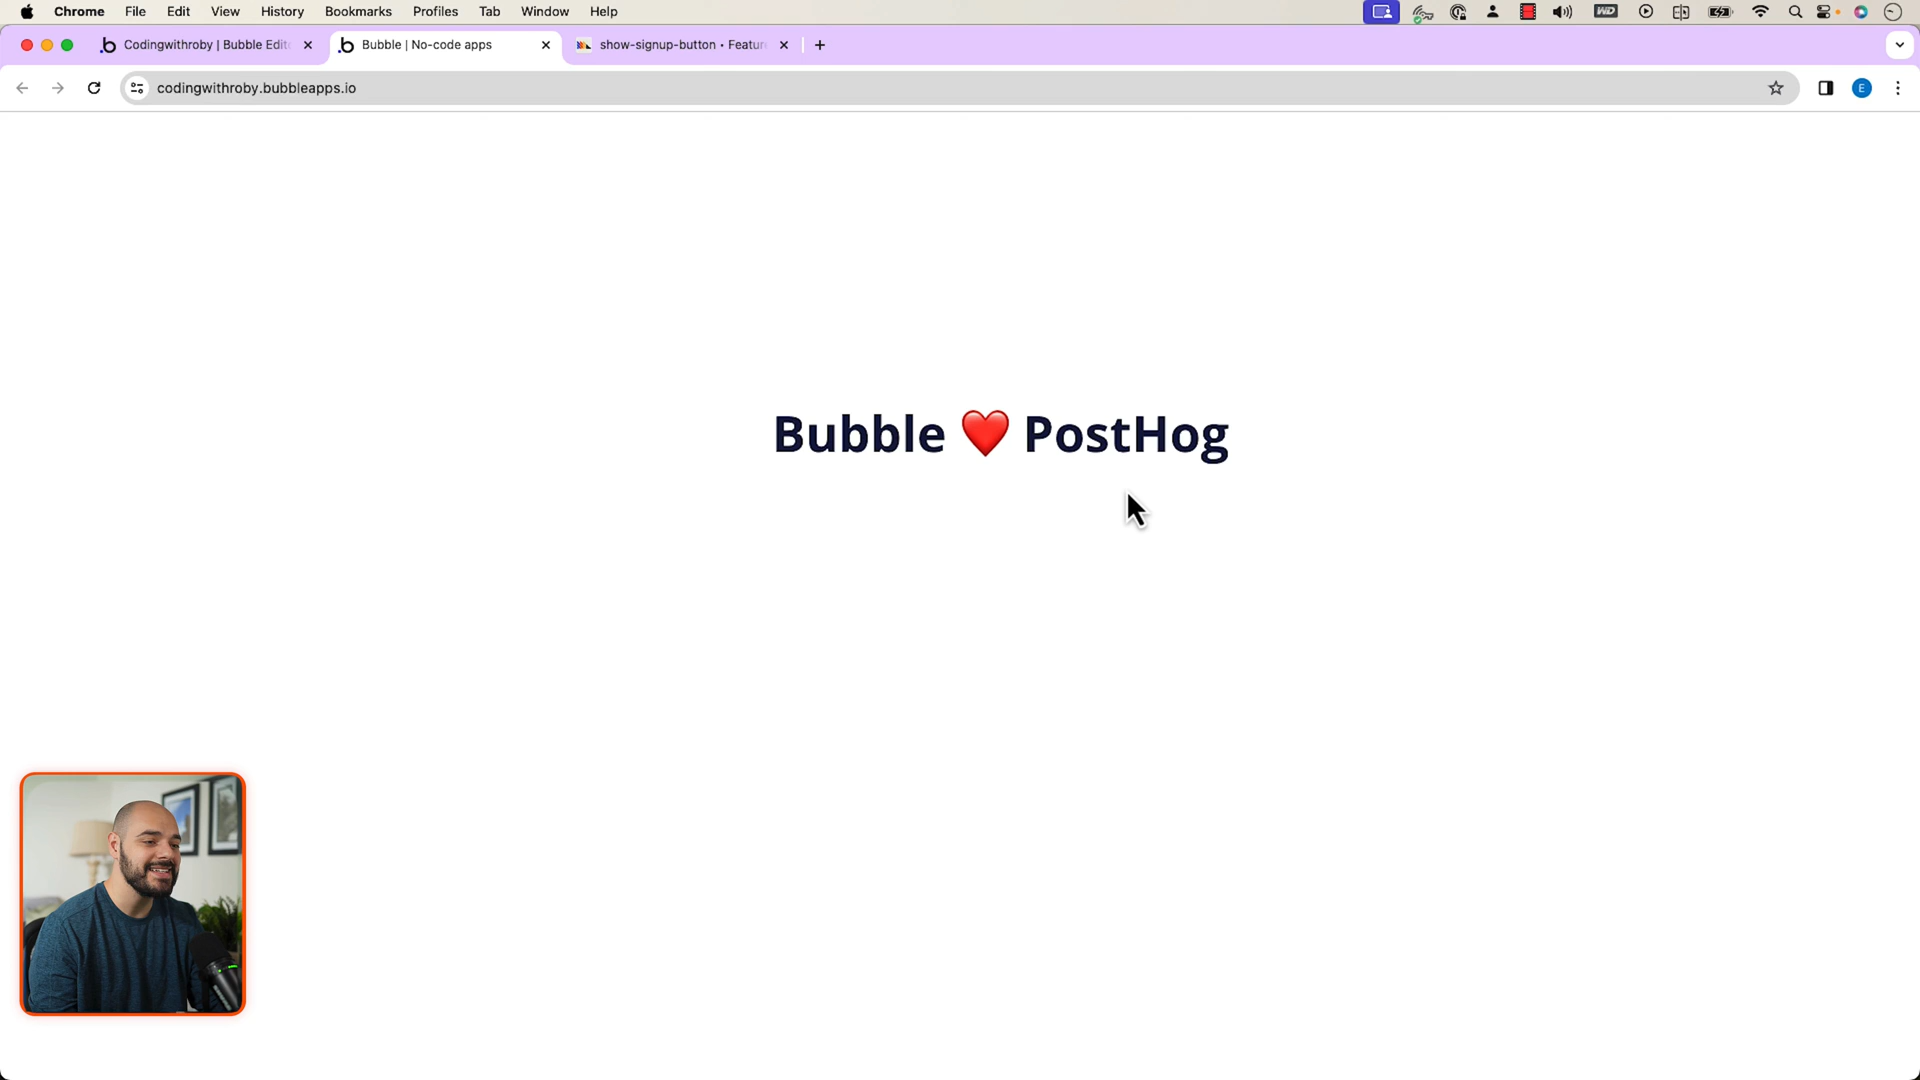 Chrome File Edit View History Bookmarks Profiles Tab Window Help
Codingwithroby | Bubble Edit
Bubble | No-code apps
show-signup-button • Featur
codingwithroby.bubbleapps.io
E
Bubble ❤️ PostHog